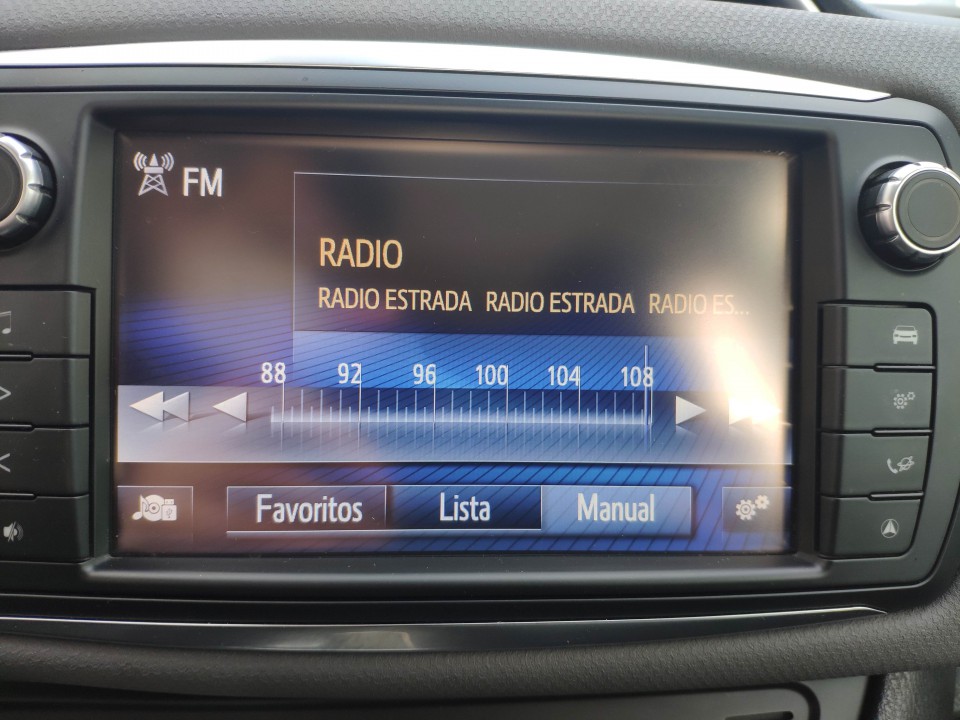 FM
RADIO
RADIO ESTRADA RADIO ESTRADA RADIO ES...
88 92 96 100 104 108
Favoritos Lista Manual